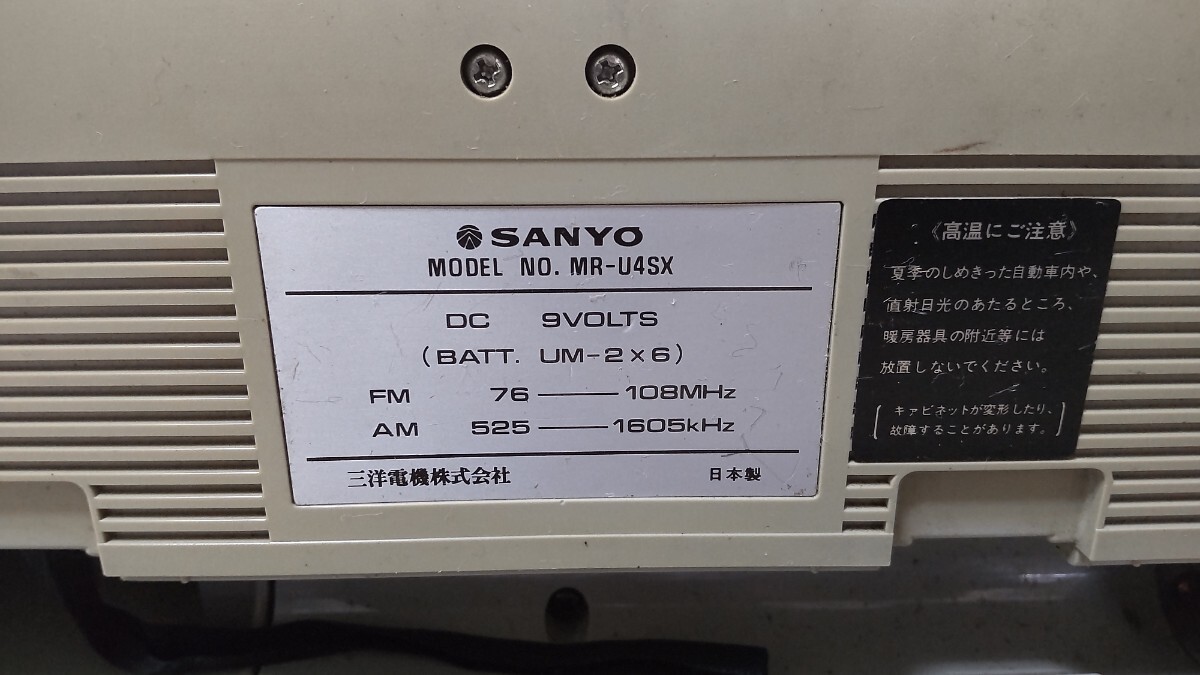 SANYO
MODEL NO. MR-U4SX
DC 9VOLTS
(BATT. UM-2×6)
FM 76 —— 108MHz
AM 525 —— 1605kHz
三洋電機株式会社 日本製
《高温にご注意》
夏季のしめきった自動車内や、
直射日光のあたるところ、
暖房器具の附近等には
放置しないでください。
[キャビネットが変形したり、
故障することがあります。]